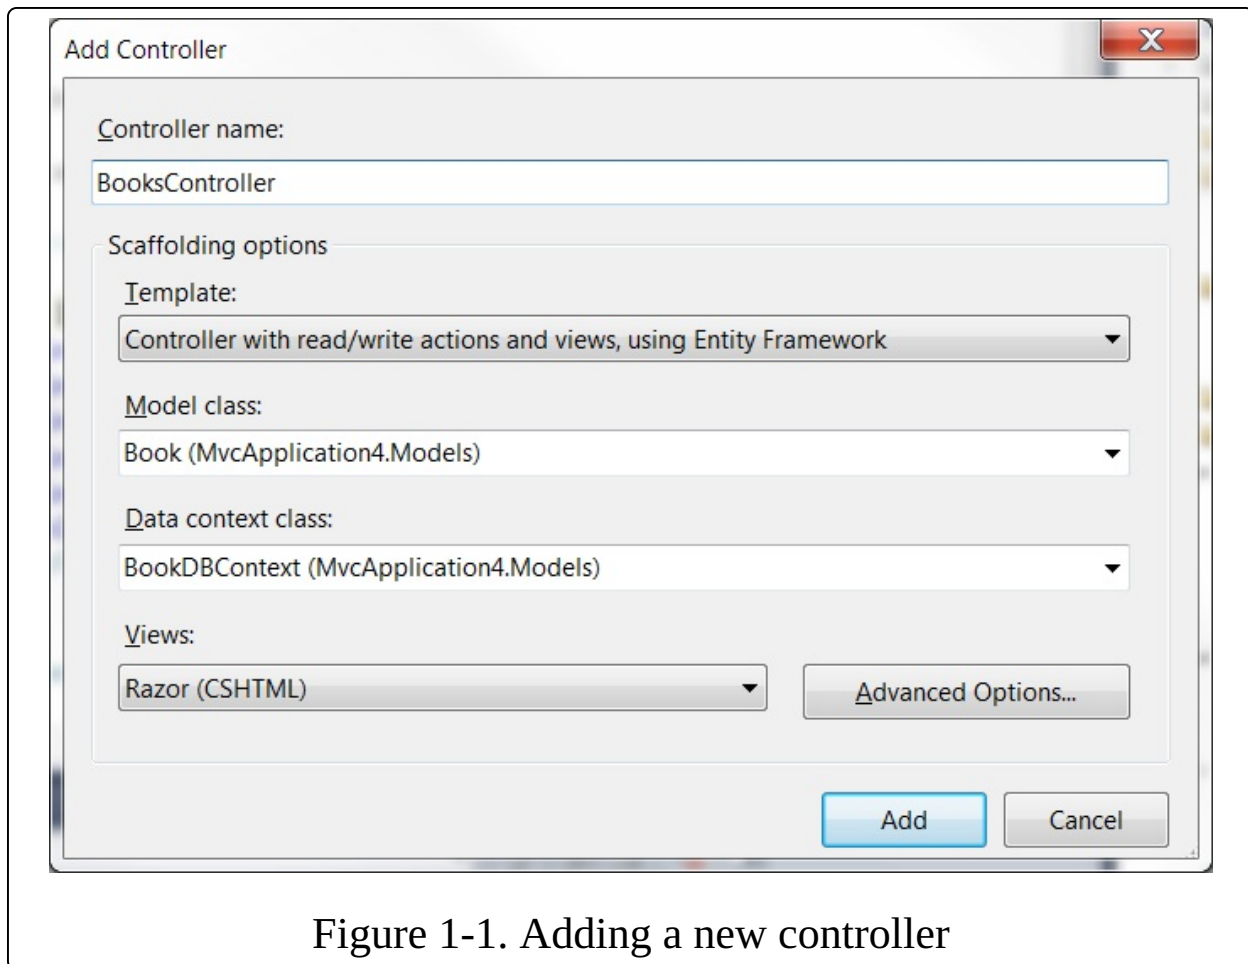 Add Controller
Controller name:
BooksController
Scaffolding options
Template:
Controller with read/write actions and views, using Entity Framework
Model class:
Book (MvcApplication4.Models)
Data context class:
BookDBContext (MvcApplication4.Models)
Views:
Razor (CSHTML)
Advanced Options...
Add
Cancel
Figure 1-1. Adding a new controller